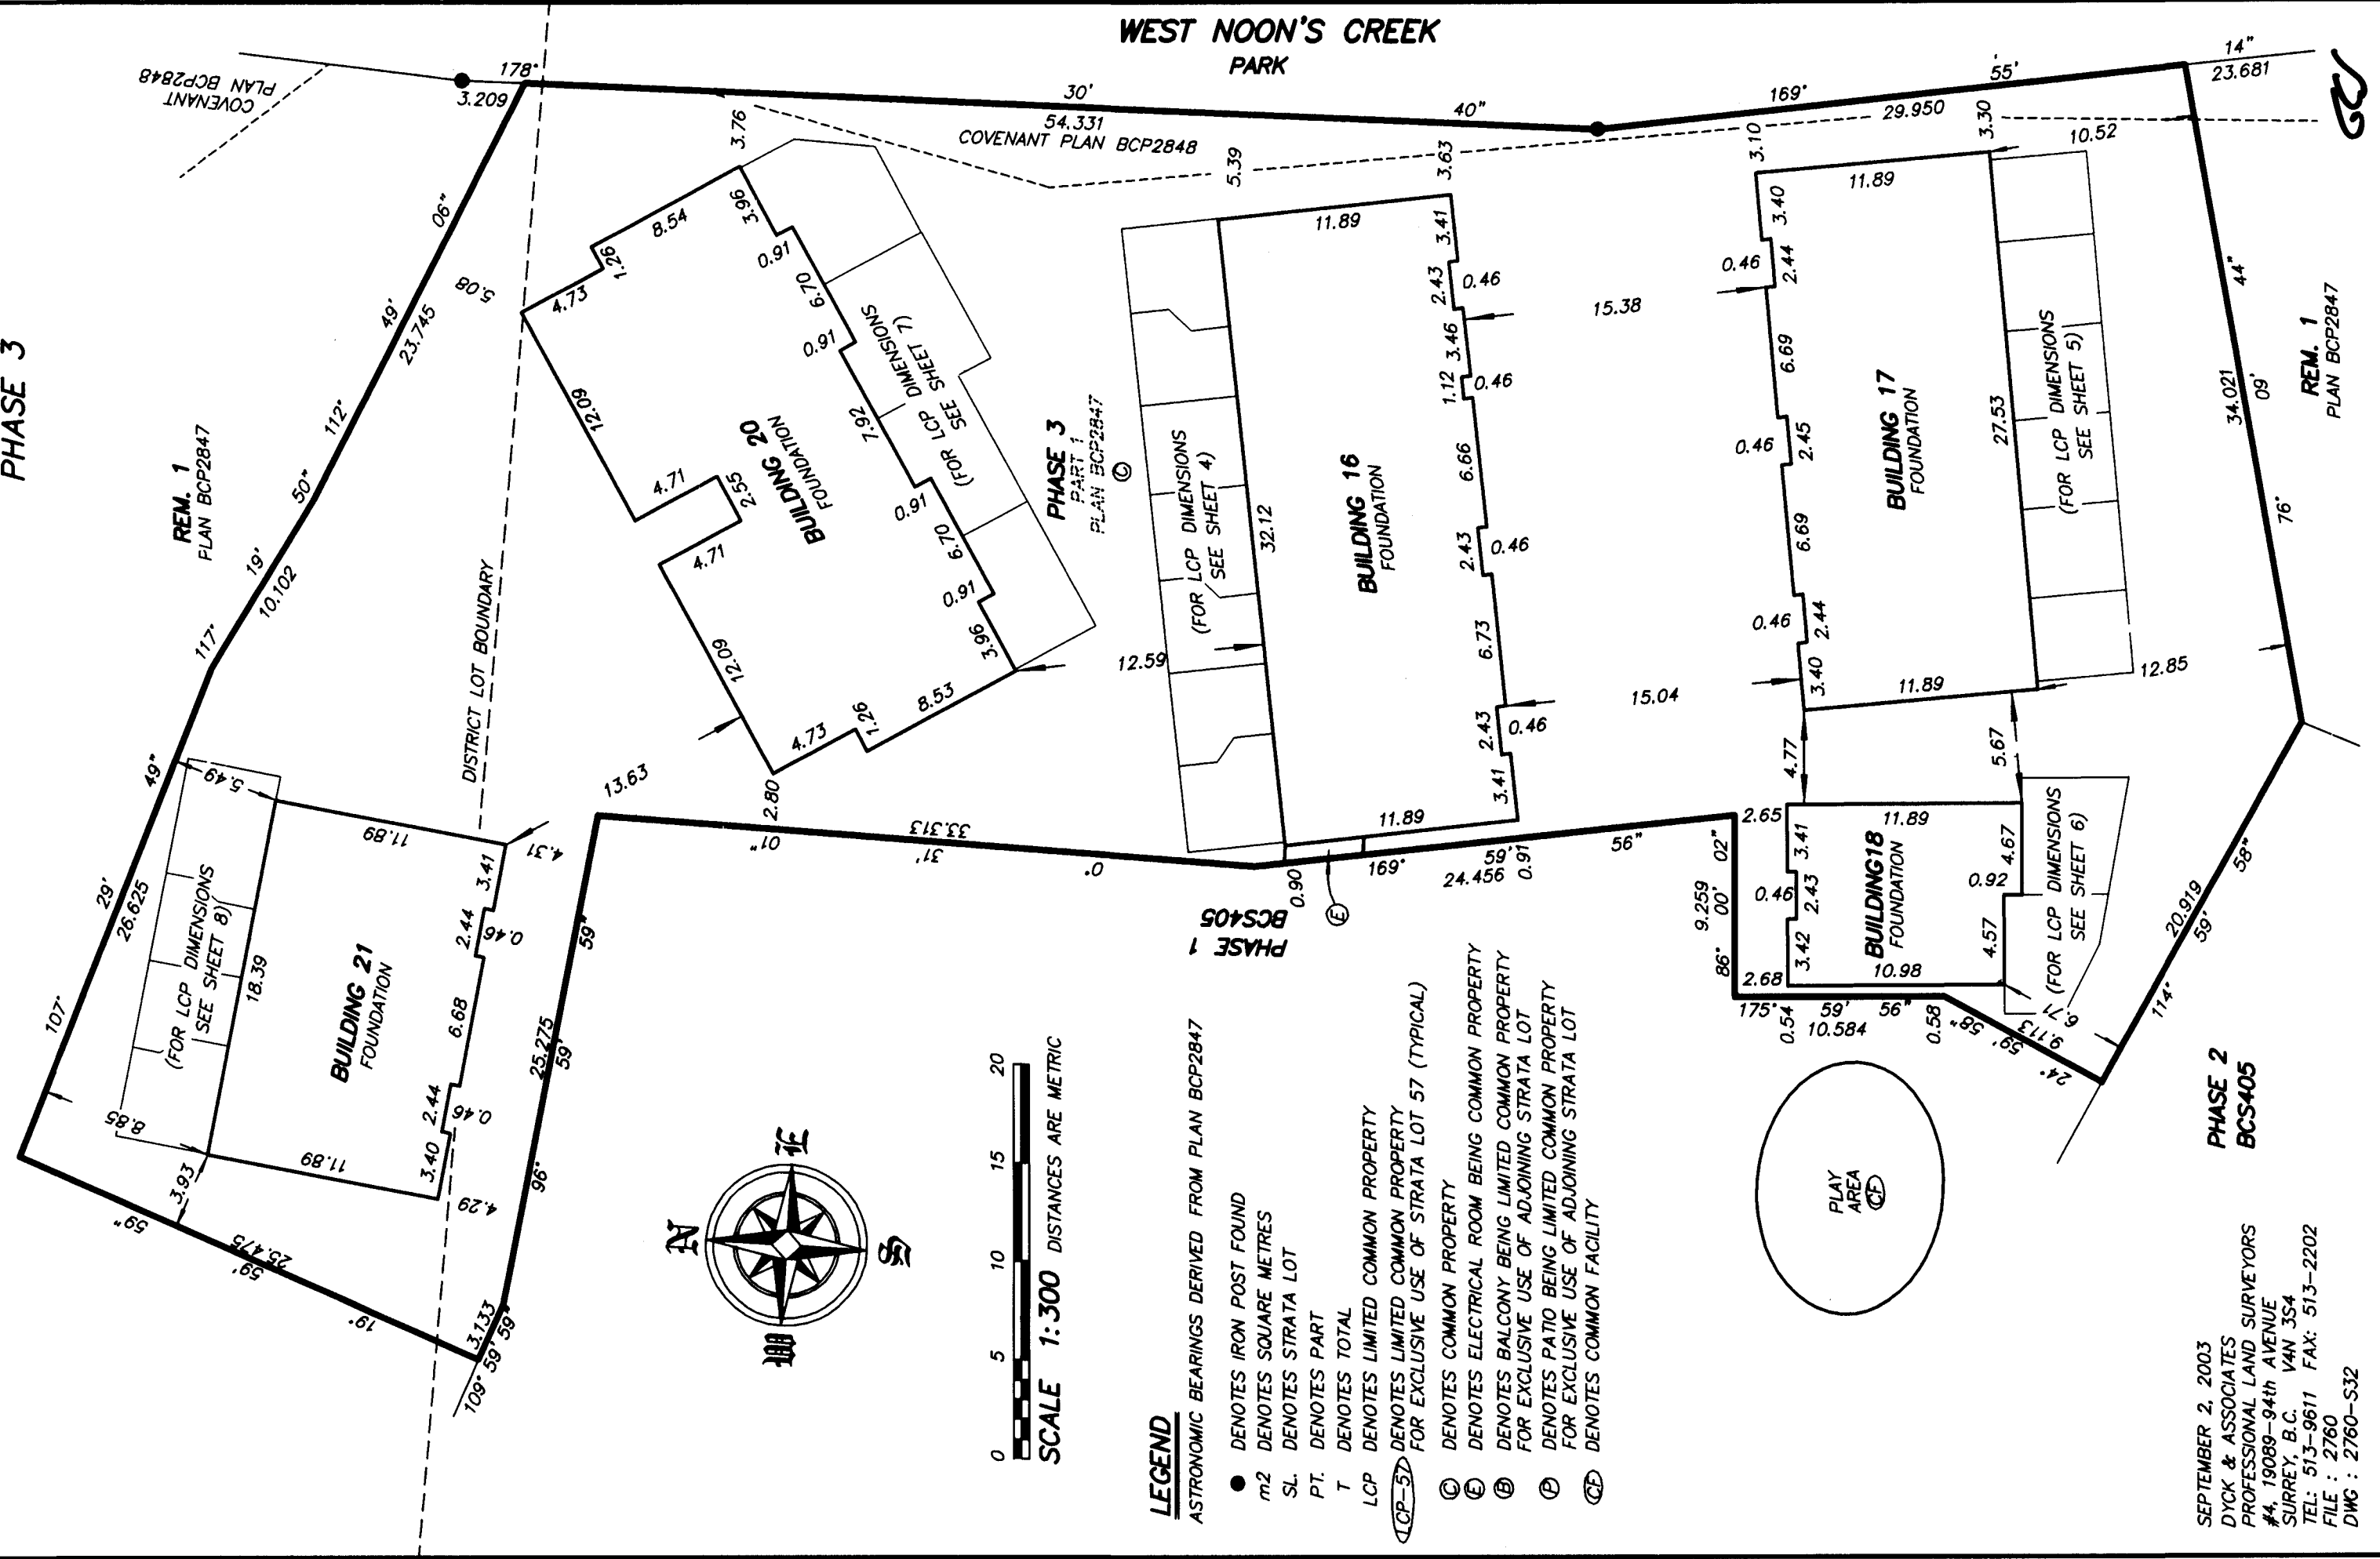 WEST NOON'S CREEK
PARK
PHASE 3
COVENANT
PLAN BCP2848
178°
3.209
30'
54.331
40"
COVENANT PLAN BCP2848
169°
29.950
55'
14"
23.681
3.76
5.39
3.63
3.10
3.30
10.52
06"
49'
23.745
112°
5.08
50"
19'
10.102
117°
REM. 1
PLAN BCP2847
DISTRICT LOT BOUNDARY
49"
29'
26.625
107°
8.54
3.96
1.26
4.73
0.91
6.70
0.91
12.09
7.92
4.71
2.55
4.71
0.91
6.70
0.91
12.09
3.96
8.53
1.26
4.73
BUILDING 20
FOUNDATION
(FOR LCP DIMENSIONS
SEE SHEET 7)
PHASE 3
PART 1
PLAN BCP2847
C
12.59
13.63
2.80
11.89
3.41
2.43
0.46
3.46
1.12
0.46
6.66
2.43
0.46
6.73
2.43
0.46
3.41
11.89
32.12
BUILDING 16
FOUNDATION
(FOR LCP DIMENSIONS
SEE SHEET 4)
15.38
15.04
11.89
3.40
0.46
2.44
6.69
0.46
2.45
6.69
0.46
2.44
3.40
11.89
27.53
BUILDING 17
FOUNDATION
(FOR LCP DIMENSIONS
SEE SHEET 5)
12.85
44"
34.021
09'
76°
REM. 1
PLAN BCP2847
4.77
5.67
2.65
11.89
3.41
0.46
2.43
3.42
4.67
0.92
4.57
10.98
2.68
BUILDING18
FOUNDATION
(FOR LCP DIMENSIONS
SEE SHEET 6)
6.71
58"
20.919
59'
114°
58"
9.113
59'
24°
02"
9.259
00'
86°
175°
59'
56"
10.584
0.54
0.58
01"
33.313
31'
0°
0.90
E
169°
59'
56"
24.456
0.91
PHASE 1
BCS405
5.49
11.89
4.31
3.41
2.44
0.46
6.68
2.44
0.46
3.40
4.29
11.89
18.39
8.85
3.93
BUILDING 21
FOUNDATION
(FOR LCP DIMENSIONS
SEE SHEET 8)
59"
25.275
59'
96°
59"
25.475
59'
19°
3.133
109° 59' 59"
N
E
S
W
0 5 10 15 20
SCALE 1:300 DISTANCES ARE METRIC
LEGEND
ASTRONOMIC BEARINGS DERIVED FROM PLAN BCP2847
DENOTES IRON POST FOUND
m2 DENOTES SQUARE METRES
SL. DENOTES STRATA LOT
PT. DENOTES PART
T DENOTES TOTAL
LCP DENOTES LIMITED COMMON PROPERTY
LCP-57 DENOTES LIMITED COMMON PROPERTY
FOR EXCLUSIVE USE OF STRATA LOT 57 (TYPICAL)
C DENOTES COMMON PROPERTY
E DENOTES ELECTRICAL ROOM BEING COMMON PROPERTY
B DENOTES BALCONY BEING LIMITED COMMON PROPERTY
FOR EXCLUSIVE USE OF ADJOINING STRATA LOT
P DENOTES PATIO BEING LIMITED COMMON PROPERTY
FOR EXCLUSIVE USE OF ADJOINING STRATA LOT
CF DENOTES COMMON FACILITY
PLAY
AREA
CF
PHASE 2
BCS405
SEPTEMBER 2, 2003
DYCK & ASSOCIATES
PROFESSIONAL LAND SURVEYORS
#4, 19089-94th AVENUE
SURREY, B.C. V4N 3S4
TEL: 513-9611 FAX: 513-2202
FILE : 2760
DWG : 2760-S32